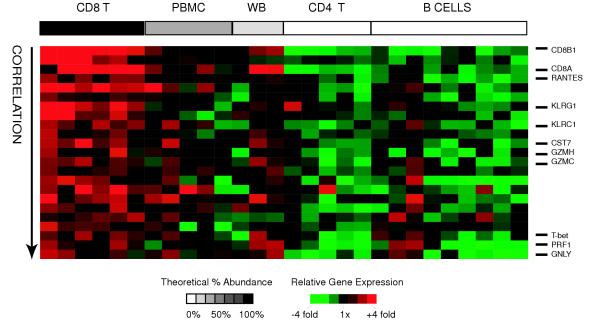 CD8 T PBMC WB CD4 T B CELLS
CORRELATION
CD8B1
CD8A
RANTES
KLRG1
KLRC1
CST7
GZMH
GZMC
T-bet
PRF1
GNLY
Theoretical % Abundance Relative Gene Expression
0% 50% 100% -4 fold 1x +4 fold